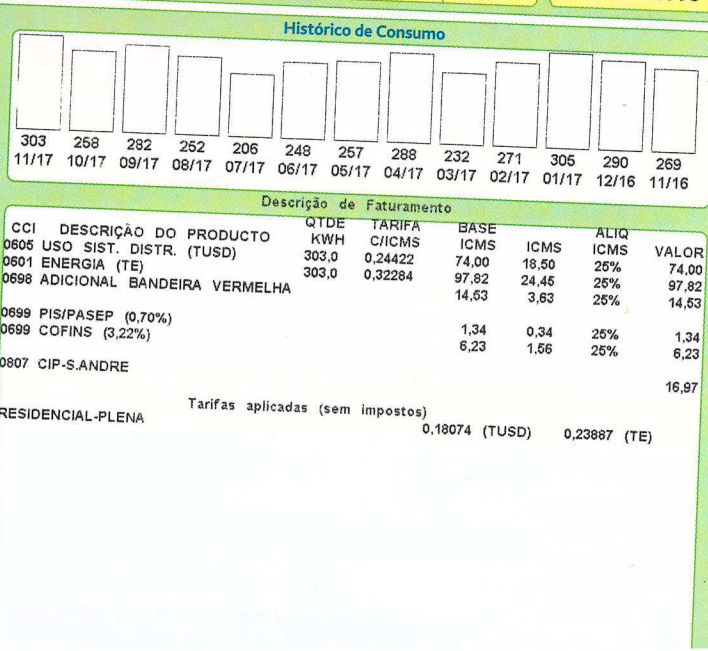 Histórico de Consumo
303 258 282 252 206 248 257 288 232 271 305 290 269
11/17 10/17 09/17 08/17 07/17 06/17 05/17 04/17 03/17 02/17 01/17 12/16 11/16
Descrição de Faturamento
CCI DESCRIÇÃO DO PRODUCTO QTDE KWH TARIFA C/ICMS BASE ICMS ICMS ALIQ ICMS VALOR
0605 USO SIST. DISTR. (TUSD) 303,0 0,24422 74,00 18,50 25% 74,00
0601 ENERGIA (TE) 303,0 0,32284 97,82 24,45 25% 97,82
0698 ADICIONAL BANDEIRA VERMELHA 14,53 3,63 25% 14,53
0699 PIS/PASEP (0,70%) 1,34 0,34 25% 1,34
0699 COFINS (3,22%) 6,23 1,56 25% 6,23
0807 CIP-S.ANDRE 16,97
Tarifas aplicadas (sem impostos)
RESIDENCIAL-PLENA 0,18074 (TUSD) 0,23887 (TE)